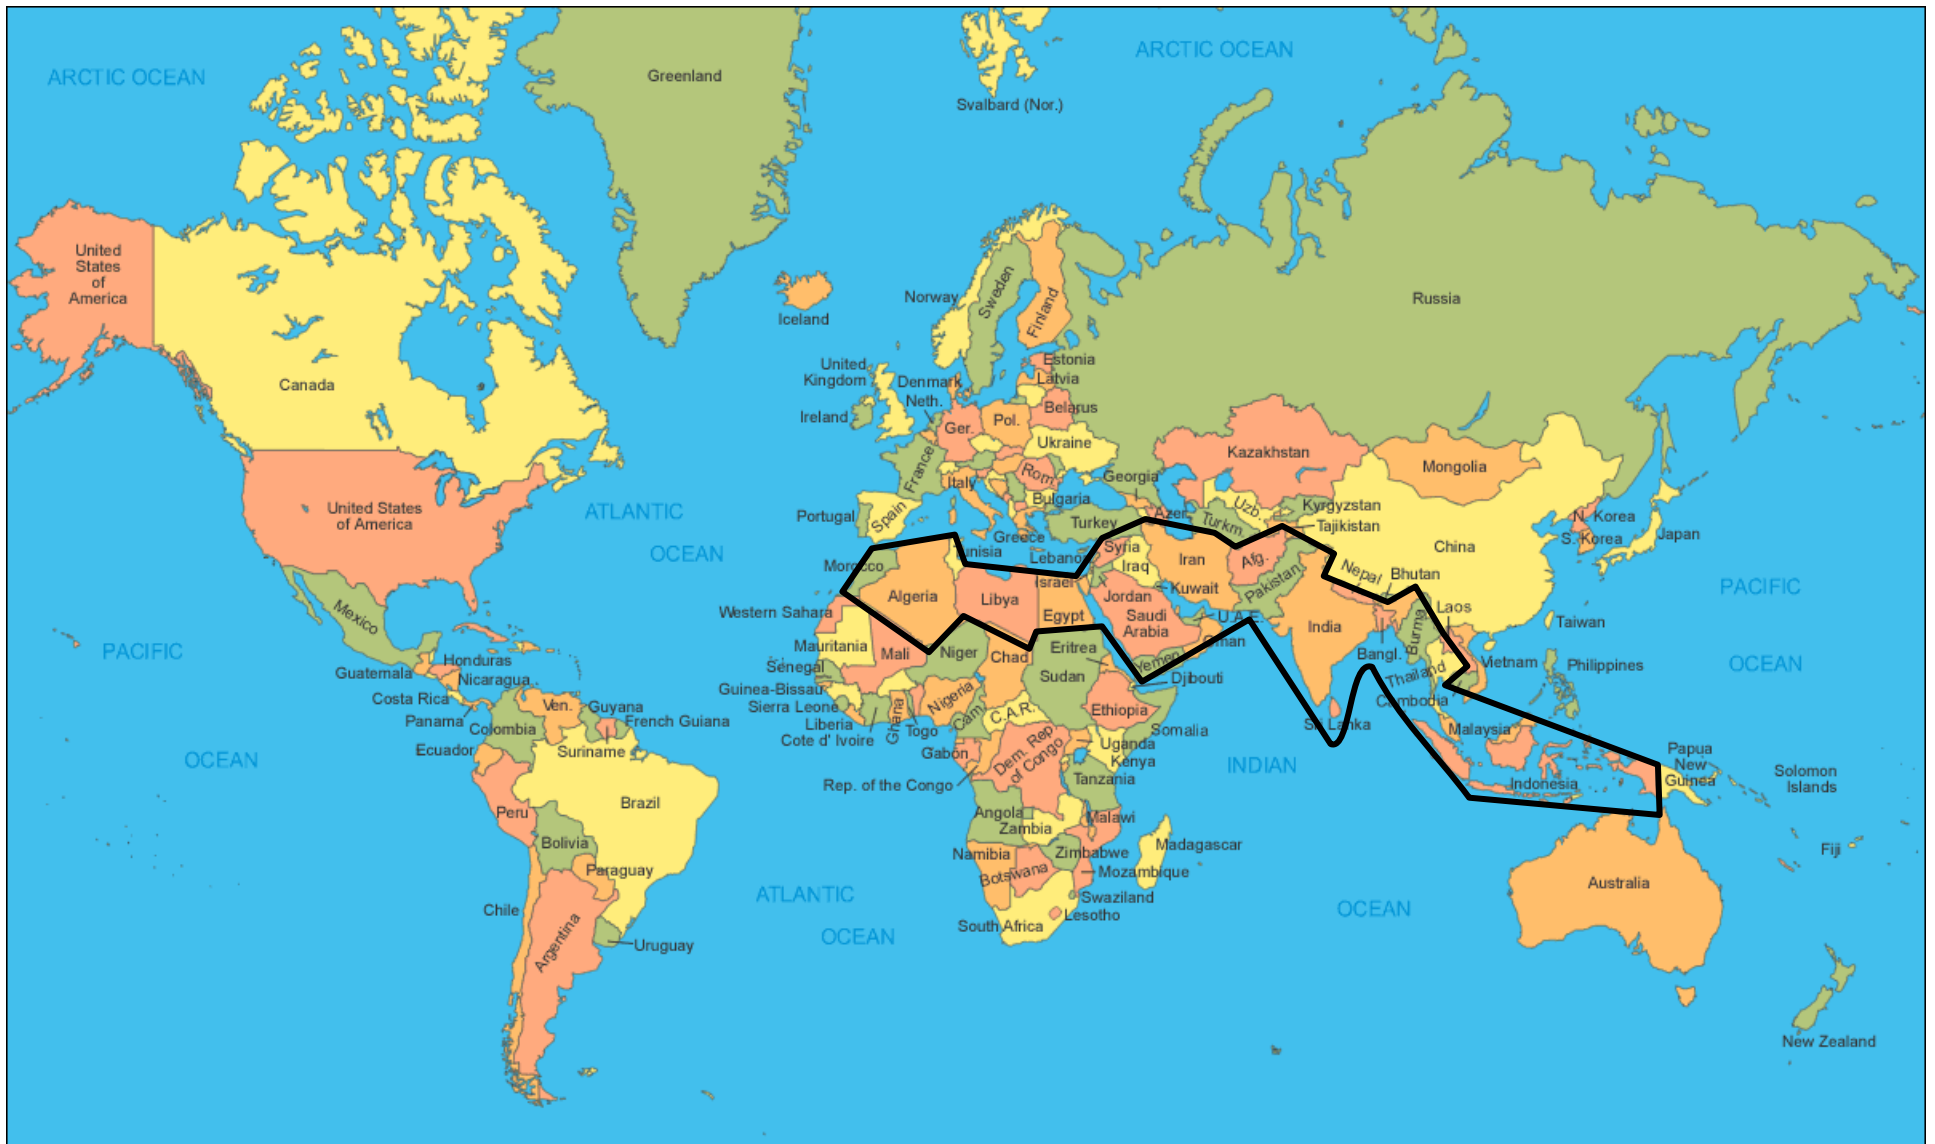 ARCTIC OCEAN
Greenland
Svalbard (Nor.)
ARCTIC OCEAN
United
States
of
America
Canada
United States
of America
Mexico
Guatemala
Honduras
Nicaragua
Costa Rica
Panama
PACIFIC
OCEAN
ATLANTIC
OCEAN
Ven.
Guyana
French Guiana
Colombia
Suriname
Ecuador
Peru
Brazil
Bolivia
Paraguay
Chile
Argentina
Uruguay
ATLANTIC
OCEAN
Iceland
Norway
Sweden
Finland
Estonia
Latvia
United
Kingdom
Denmark
Neth.
Ireland
Belarus
Ger.
Pol.
Ukraine
France
Rom.
Italy
Bulgaria
Portugal
Spain
Greece
Georgia
Azer.
Turkey
Russia
Kazakhstan
Mongolia
Uzb.
Kyrgyzstan
Turkm.
Tajikistan
China
N. Korea
S. Korea
Japan
Taiwan
Morocco
Tunisia
Lebanon
Syria
Israel
Iraq
Iran
Afg.
Pakistan
Nepal
Bhutan
Kuwait
Jordan
Saudi
Arabia
U.A.E.
Oman
Yemen
India
Bangl.
Burma
Laos
Thailand
Vietnam
Cambodia
Philippines
Sri Lanka
Malaysia
Indonesia
Papua
New
Guinea
Solomon
Islands
PACIFIC
OCEAN
Western Sahara
Algeria
Libya
Egypt
Mauritania
Mali
Niger
Chad
Eritrea
Sudan
Djibouti
Senegal
Guinea-Bissau
Sierra Leone
Liberia
Cote d' Ivoire
Ghana
Togo
Nigeria
Cam.
C.A.R.
Ethiopia
Somalia
Gabon
Rep. of the Congo
Dem. Rep.
of Congo
Uganda
Kenya
Tanzania
Angola
Zambia
Malawi
Namibia
Zimbabwe
Botswana
Mozambique
Madagascar
Swaziland
Lesotho
South Africa
INDIAN
OCEAN
Australia
Fiji
New Zealand